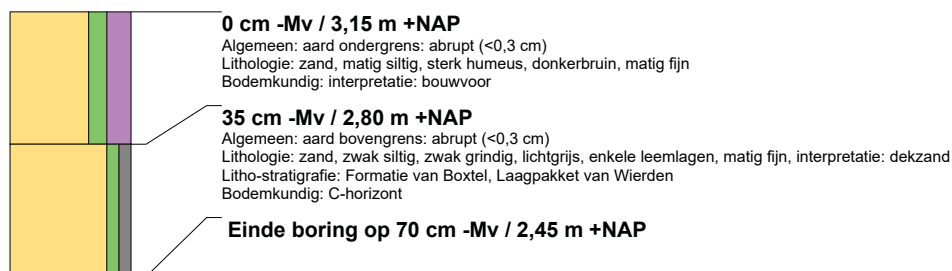 0 cm -Mv / 3,15 m +NAP
Algemeen: aard ondergrens: abrupt (<0,3 cm)
Lithologie: zand, matig siltig, sterk humeus, donkerbruin, matig fijn
Bodemkundig: interpretatie: bouwvoor
35 cm -Mv / 2,80 m +NAP
Algemeen: aard bovengrens: abrupt (<0,3 cm)
Lithologie: zand, zwak siltig, zwak grindig, lichtgrijs, enkele leemlagen, matig fijn, interpretatie: dekzand
Litho-stratigrafie: Formatie van Boxtel, Laagpakket van Wierden
Bodemkundig: C-horizont
Einde boring op 70 cm -Mv / 2,45 m +NAP